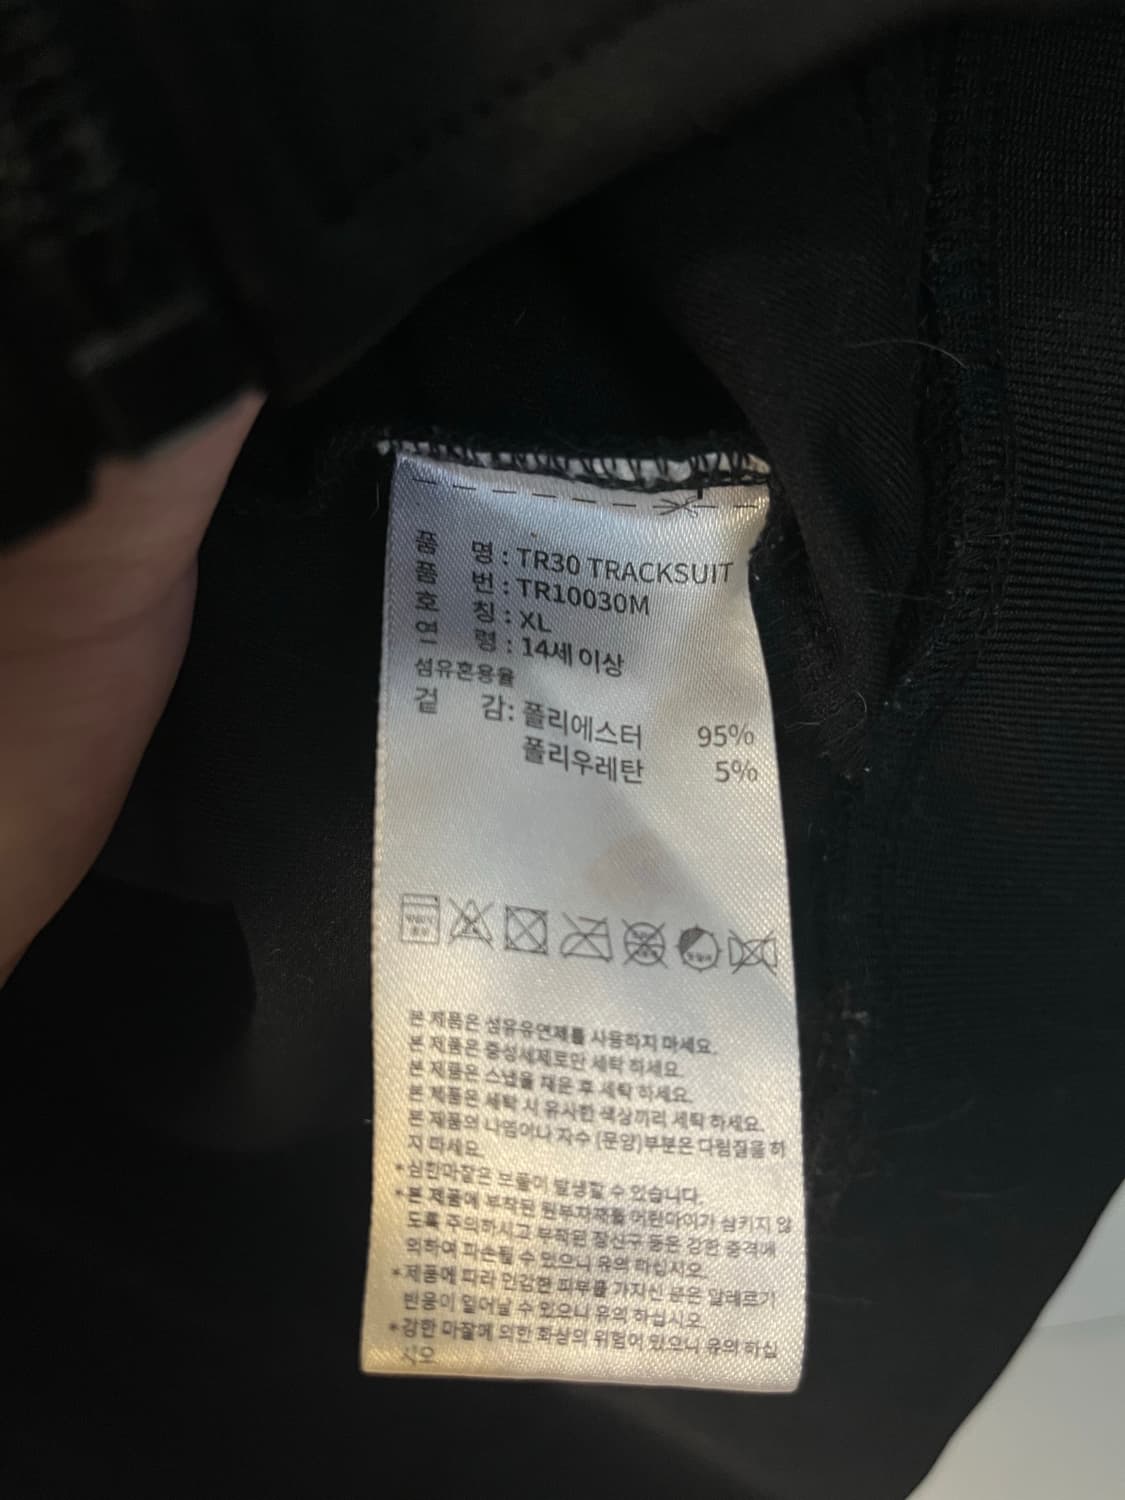 품 명 : TR30 TRACKSUIT
품 번 : TR10030M
호 칭 : XL
연 령 : 14세 이상
섬유혼용율
겉 감: 폴리에스터 95%
폴리우레탄 5%
본 제품은 섬유유연제를 사용하지 마세요.
본 제품은 중성세제로만 세탁 하세요.
본 제품은 스냅을 채운 후 세탁 하세요.
본 제품은 세탁 시 유사한 색상끼리 세탁 하세요.
본 제품의 나염이나 자수 (문양)부분은 다림질을 하
지 마세요.
*심한마찰은 보풀이 발생할 수 있습니다.
*본 제품에 부착된 원부자재를 어린아이가 삼키지 않
도록 주의하시고 부착된 장신구 등은 강한 충격에
의하여 파손될 수 있으니 유의 하십시오.
*제품에 따라 민감한 피부를 가지신 분은 알레르기
반응이 일어날 수 있으니 유의 하십시오
*강한 마찰에 의한 화상의 위험이 있으니 유의 하십
시오